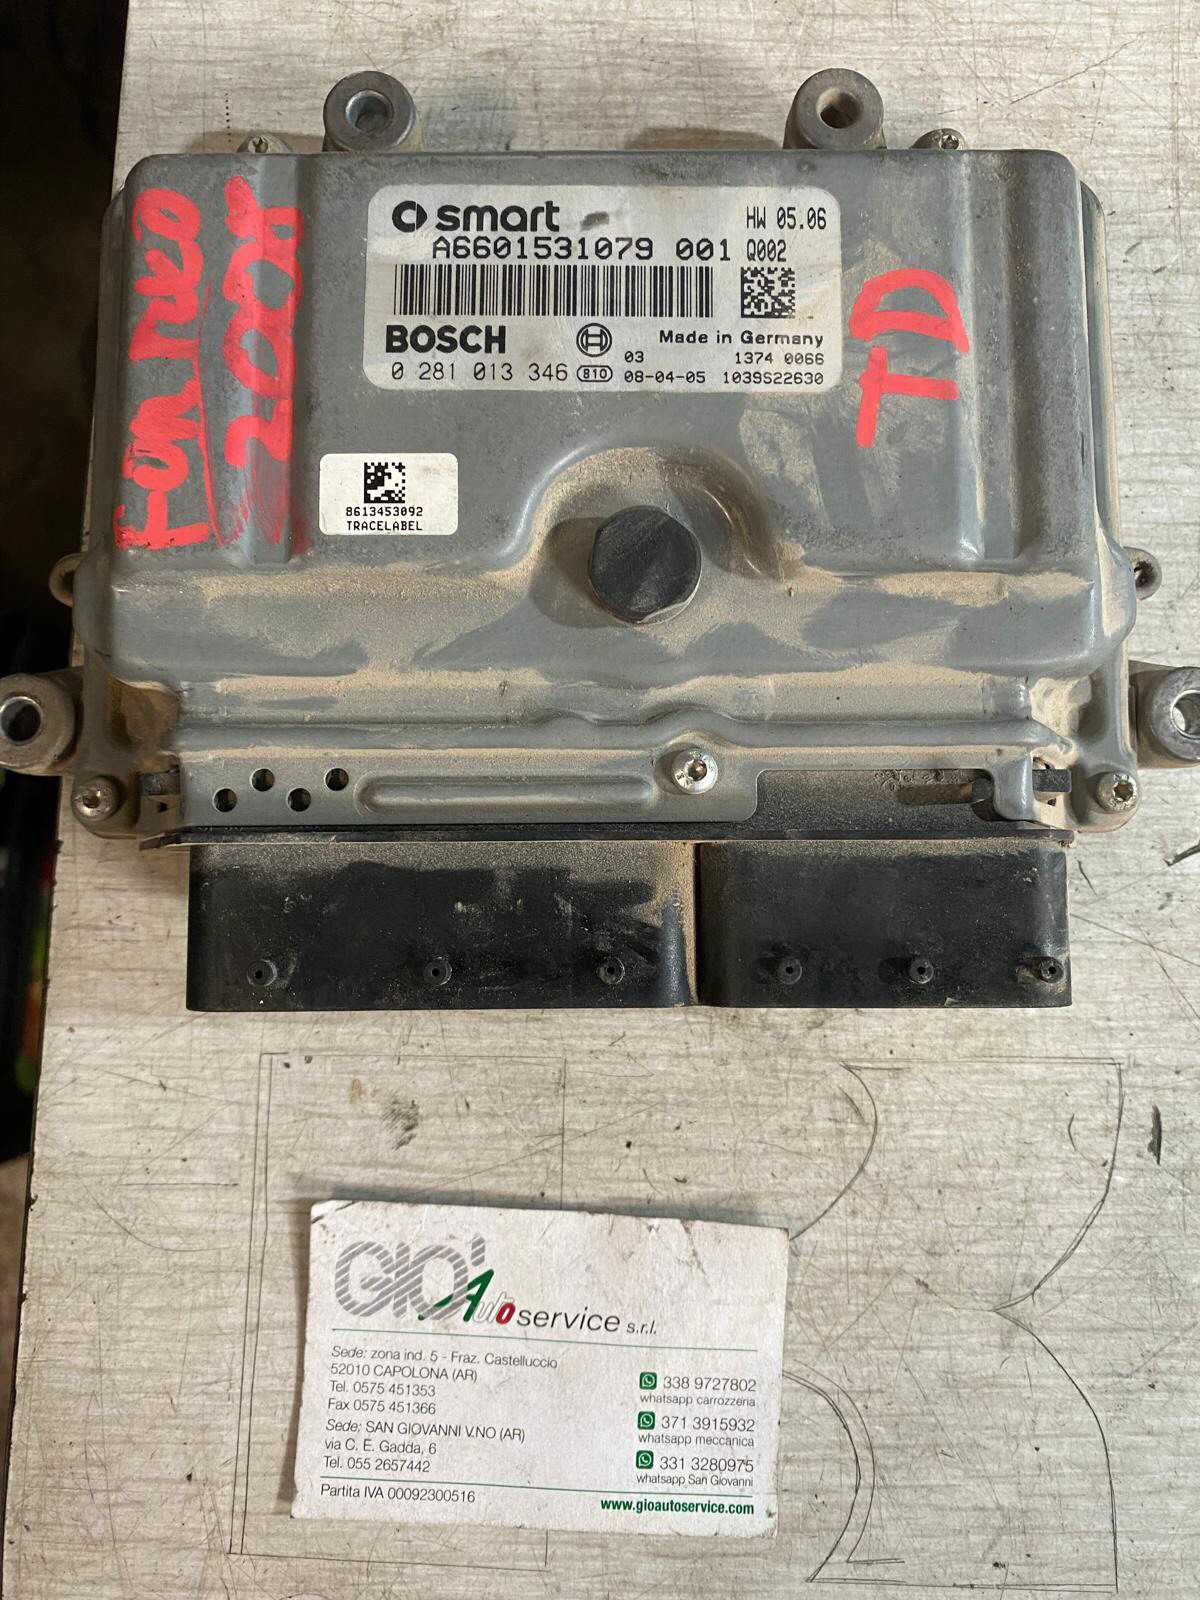 smart
HW 05.06
A6601531079 001 Q002
BOSCH
Made in Germany
03 1374 0066
0 281 013 346 810 08-04-05 1039S22630
TD
8613453092
TRACELABEL
GIO' Auto service s.r.l.
Sede: zona ind. 5 - Fraz. Castelluccio
52010 CAPOLONA (AR)
Tel. 0575 451353
Fax 0575 451366
Sede: SAN GIOVANNI V.NO (AR)
via C. E. Gadda, 6
Tel. 055 2657442
338 9727802
whatsapp carrozzeria
371 3915932
whatsapp meccanica
331 3280975
whatsapp San Giovanni
Partita IVA 00092300516
www.gioautoservice.com